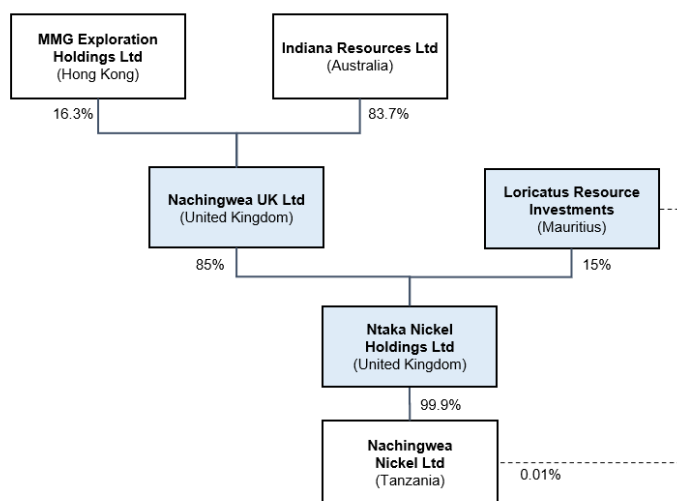 MMG Exploration
Holdings Ltd
(Hong Kong)
Indiana Resources Ltd
(Australia)
16.3%
83.7%
Nachingwea UK Ltd
(United Kingdom)
Loricatus Resource
Investments
(Mauritius)
85%
15%
Ntaka Nickel
Holdings Ltd
(United Kingdom)
99.9%
Nachingwea
Nickel Ltd
(Tanzania)
0.01%